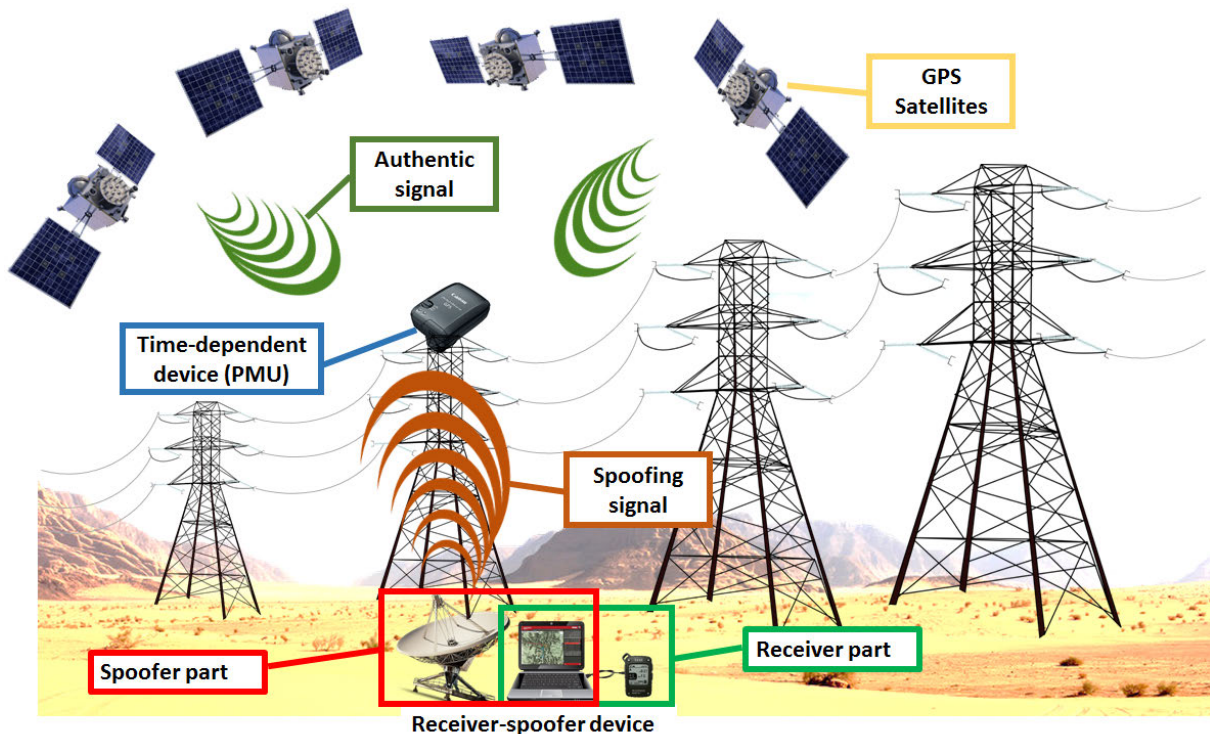 GPS
Satellites
Authentic
signal
Time-dependent
device (PMU)
Spoofing
signal
Spoofer part
Receiver part
Receiver-spoofer device